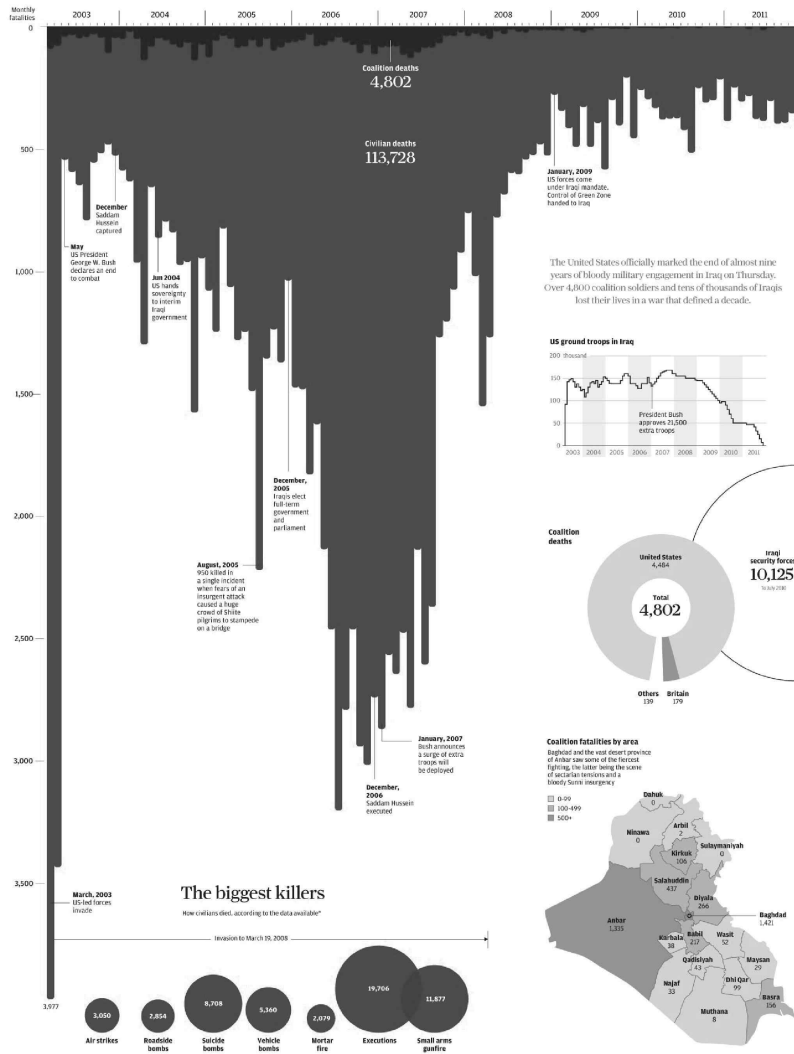 Monthly
fatalities
2003 2004 2005 2006 2007 2008 2009 2010 2011
0
500
1,000
1,500
2,000
2,500
3,000
3,500
Coalition deaths
4,802
Civilian deaths
113,728
May
US President
George W. Bush
declares an end
to combat
December
Saddam
Hussein
captured
Jun 2004
US hands
sovereignty
to interim
Iraqi
government
August, 2005
950 killed in
a single incident
when fears of an
insurgent attack
caused a huge
crowd of Shiite
pilgrims to stampede
on a bridge
December,
2005
Iraqis elect
full-term
government
and
parliament
December,
2006
Saddam Hussein
executed
January, 2007
Bush announces
a surge of extra
troops will
be deployed
January, 2009
US forces come
under Iraqi mandate.
Control of Green Zone
handed to Iraq
March, 2003
US-led forces
invade
3,977
The United States officially marked the end of almost nine
years of bloody military engagement in Iraq on Thursday.
Over 4,800 coalition soldiers and tens of thousands of Iraqis
lost their lives in a war that defined a decade.
US ground troops in Iraq
200 thousand
150
100
50
0
President Bush
approves 21,500
extra troops
2003 2004 2005 2006 2007 2008 2009 2010 2011
Coalition
deaths
United States
4,484
Total
4,802
Others
139
Britain
179
Iraqi
security forces
10,125
to July 2010
Coalition fatalities by area
Baghdad and the vast desert province
of Anbar saw some of the fiercest
fighting, the latter being the scene
of sectarian tensions and a
bloody Sunni insurgency
0-99
100-499
500+
Dahuk
0
Ninawa
0
Arbil
2
Sulaymaniyah
0
Kirkuk
106
Salahuddin
437
Diyala
266
Baghdad
1,421
Anbar
1,335
Karbala
38
Babil
217
Wasit
52
Qadisiyah
43
Maysan
29
Najaf
33
Dhi Qar
99
Muthana
8
Basra
156
The biggest killers
How civilians died, according to the data available*
Invasion to March 19, 2008
3,050
Air strikes
2,854
Roadside
bombs
8,708
Suicide
bombs
5,360
Vehicle
bombs
2,079
Mortar
fire
19,706
Executions
11,877
Small arms
gunfire